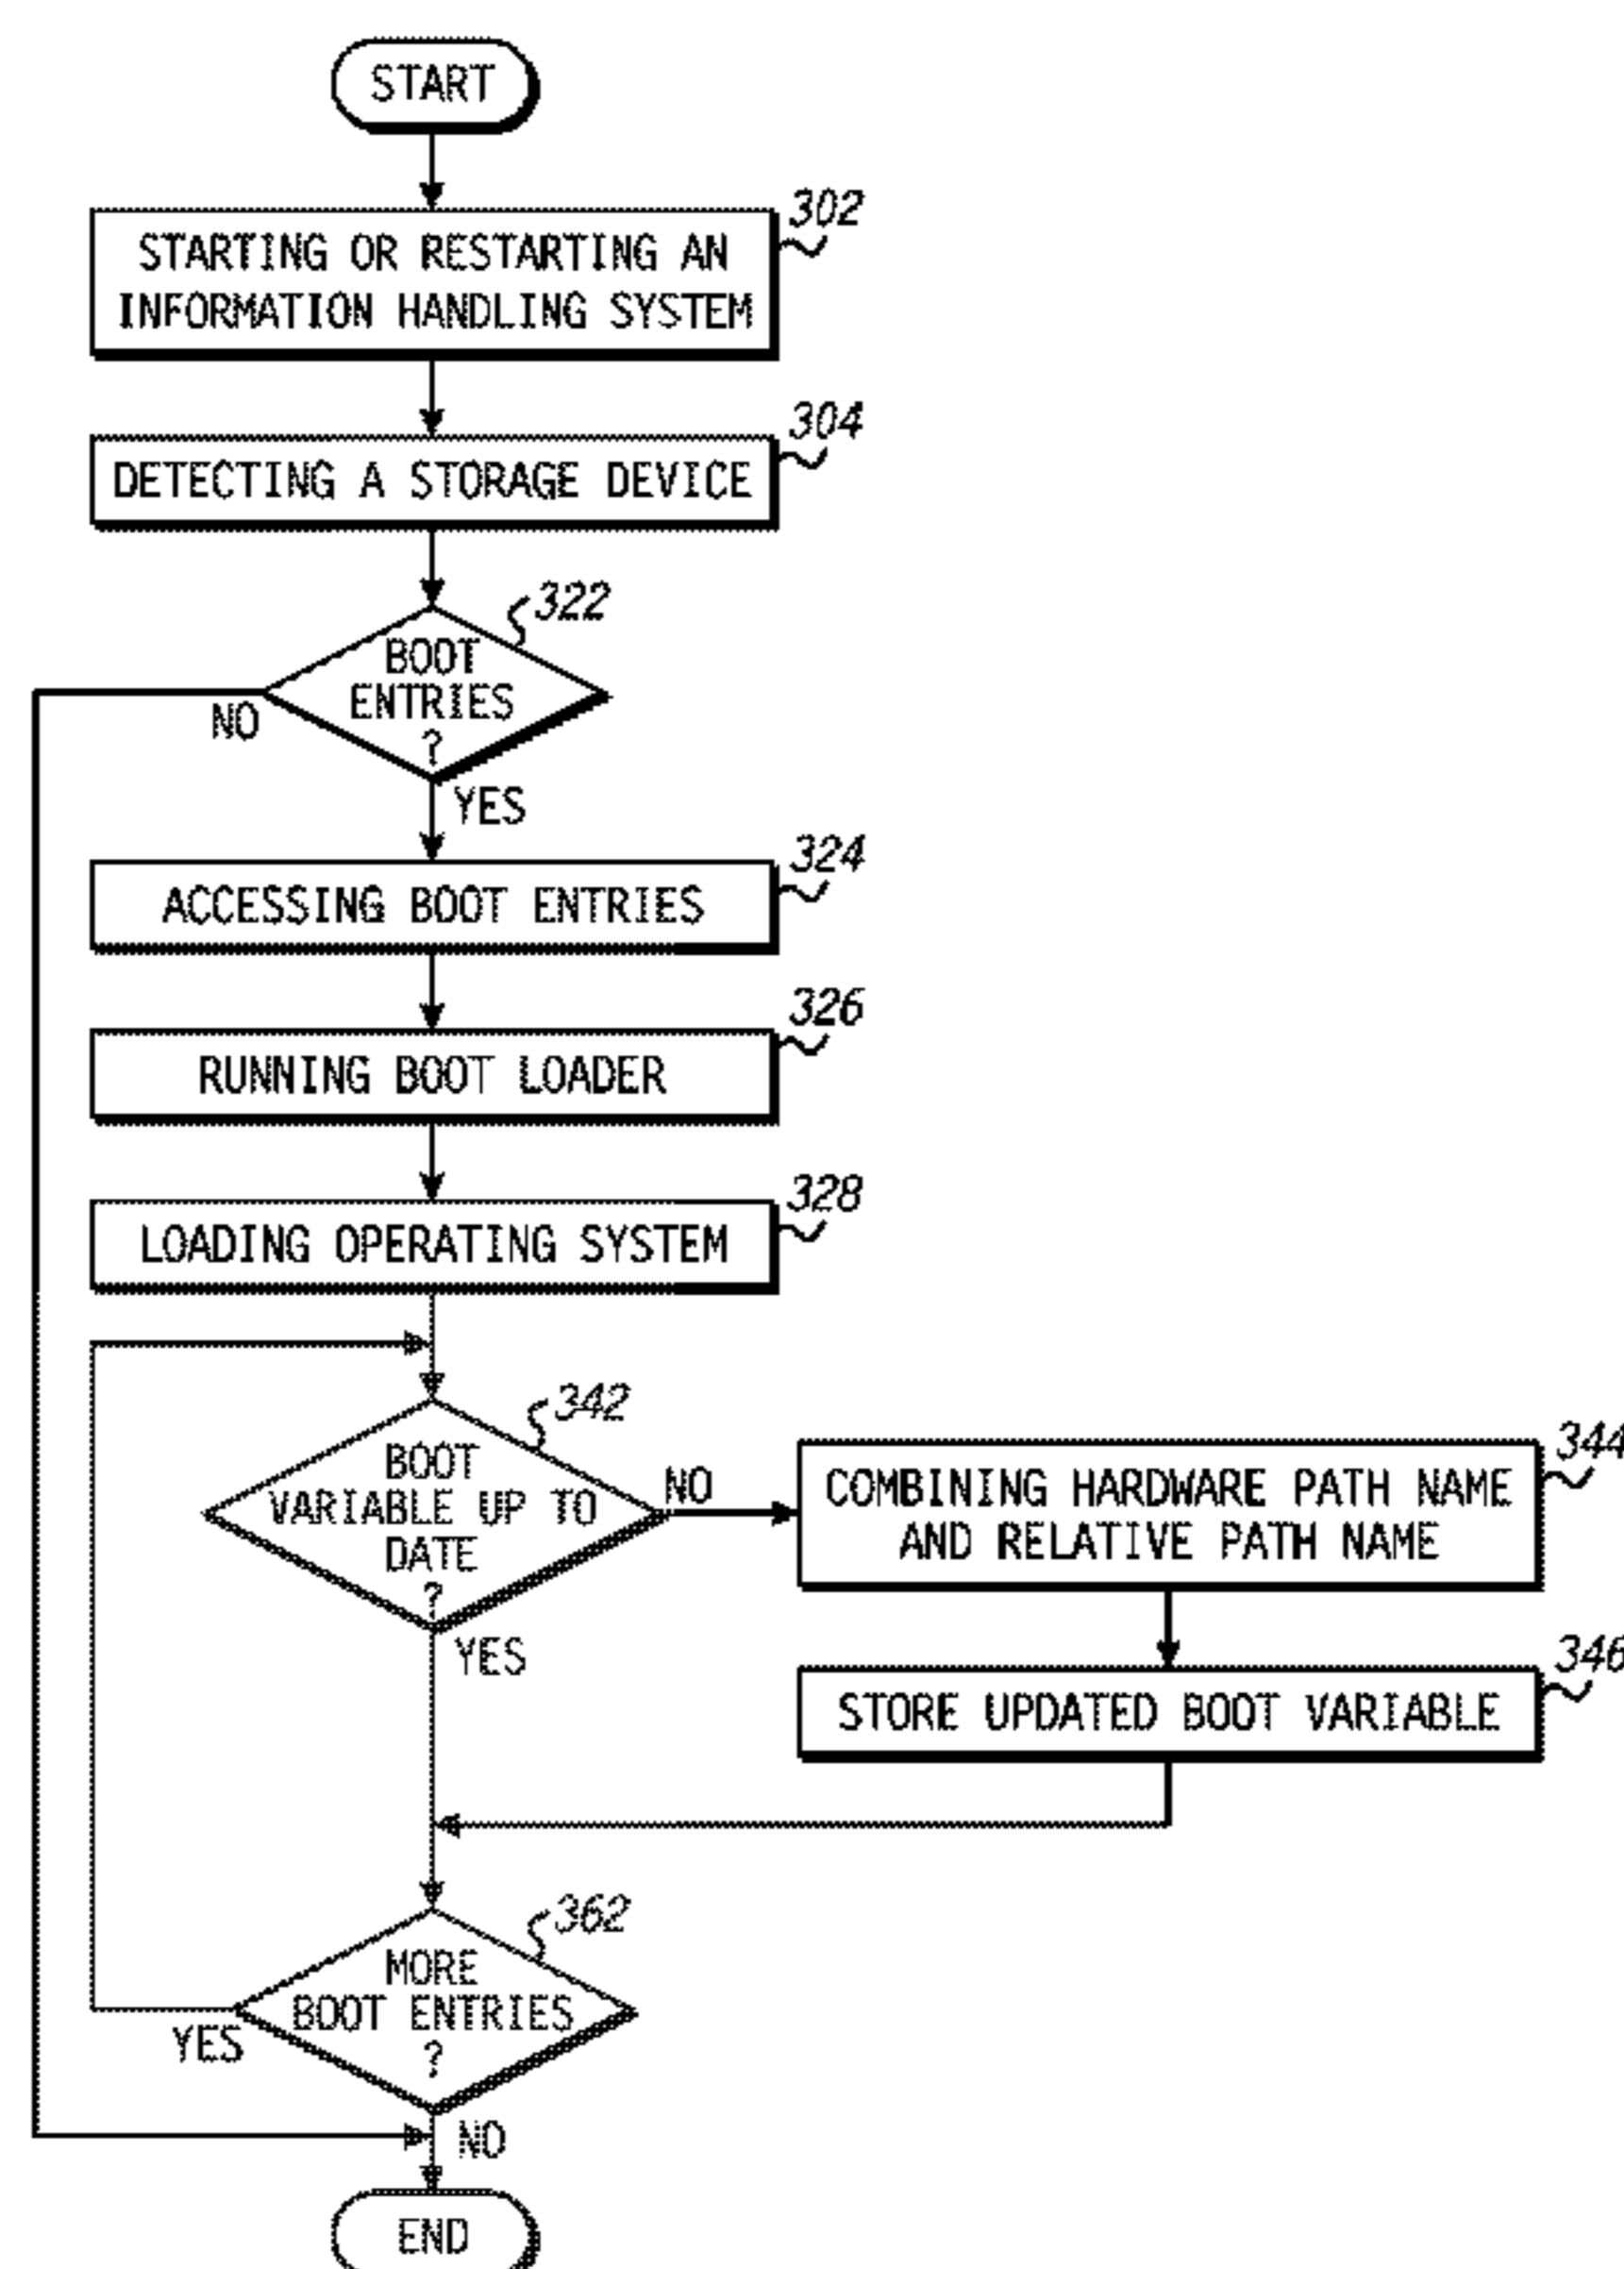 START
302
STARTING OR RESTARTING AN
INFORMATION HANDLING SYSTEM
304
DETECTING A STORAGE DEVICE
322
BOOT
ENTRIES
?
NO
YES
324
ACCESSING BOOT ENTRIES
326
RUNNING BOOT LOADER
328
LOADING OPERATING SYSTEM
342
BOOT
VARIABLE UP TO
DATE
?
NO
YES
344
COMBINING HARDWARE PATH NAME
AND RELATIVE PATH NAME
346
STORE UPDATED BOOT VARIABLE
362
MORE
BOOT ENTRIES
?
YES
NO
END